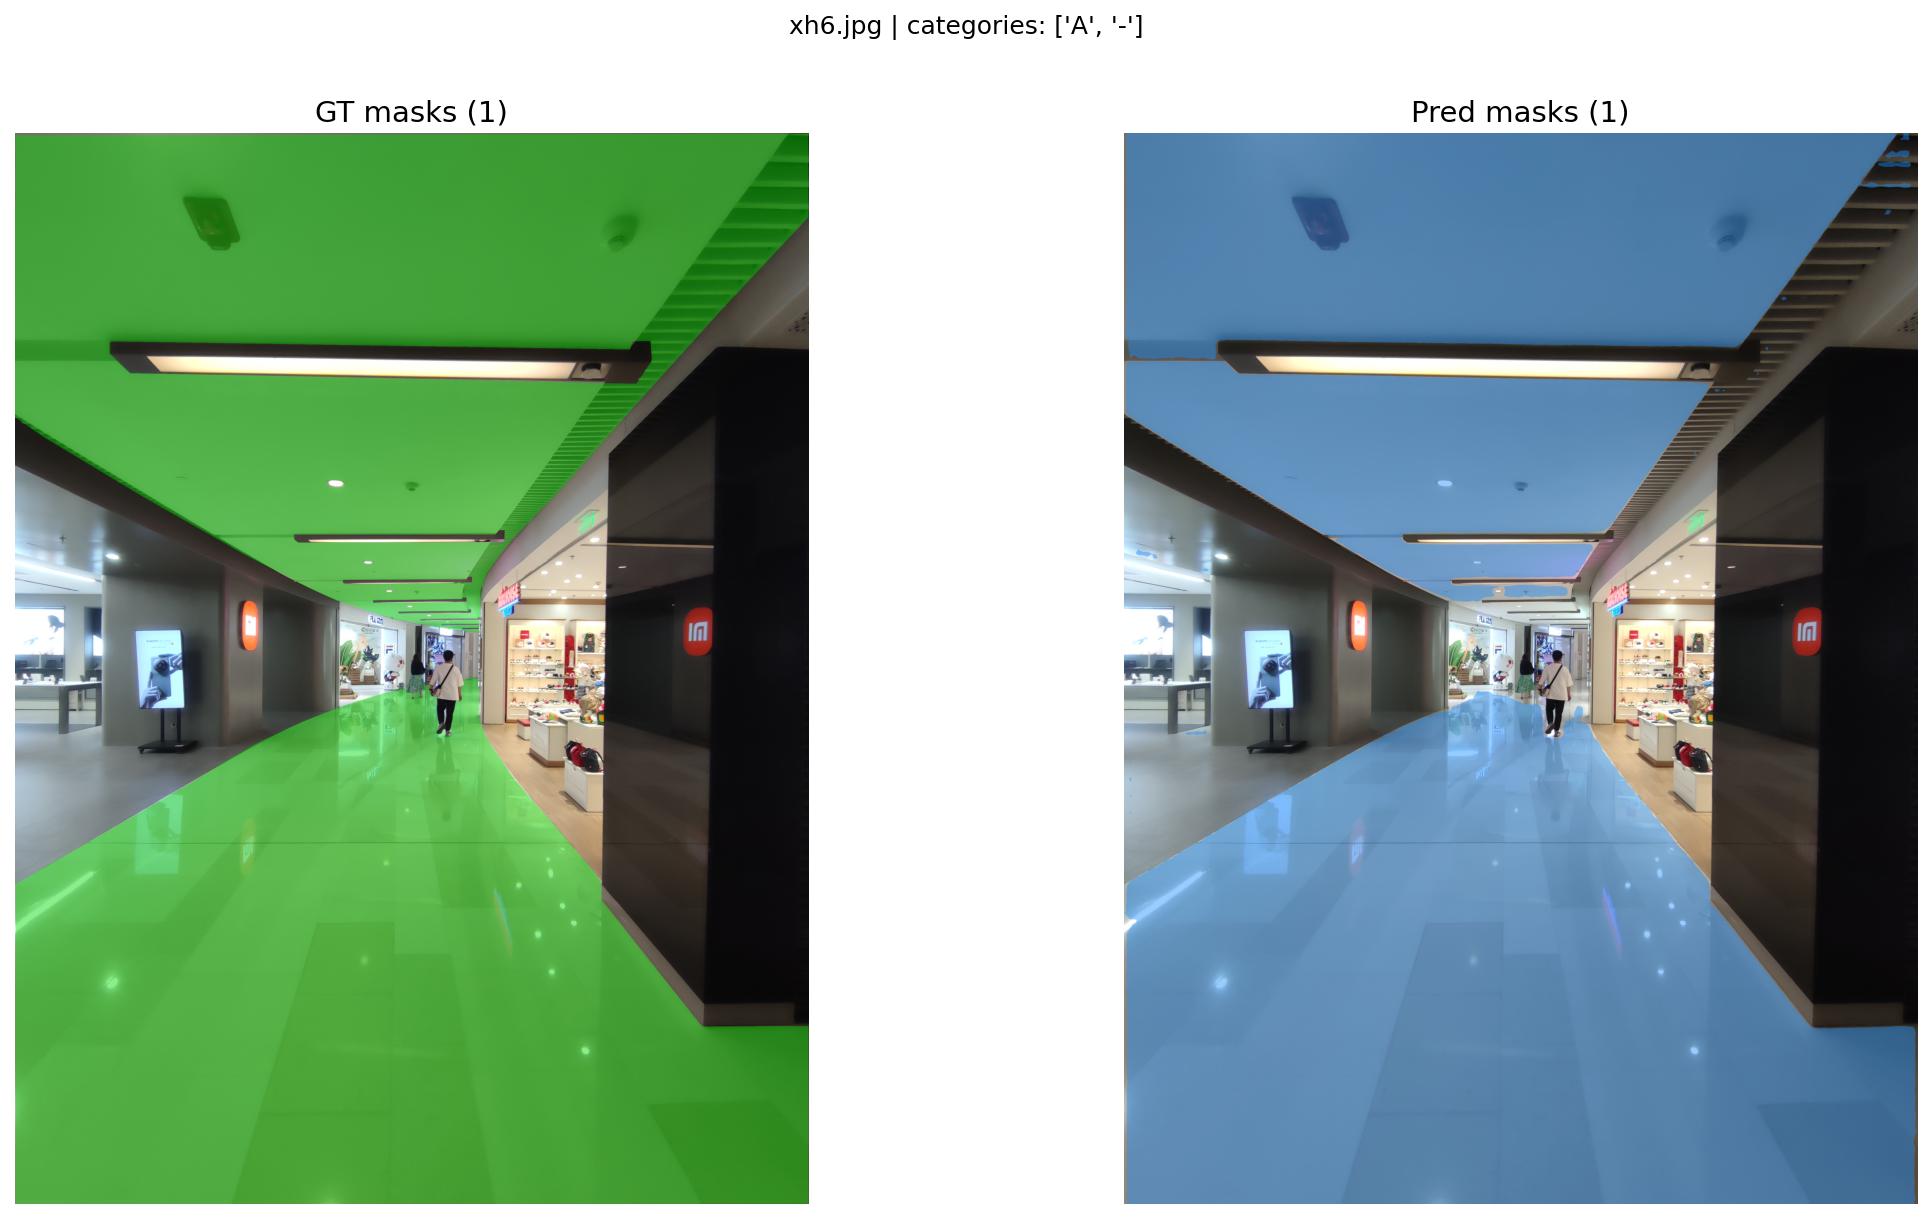 xh6.jpg | categories: ['A', '-']
GT masks (1)
Pred masks (1)